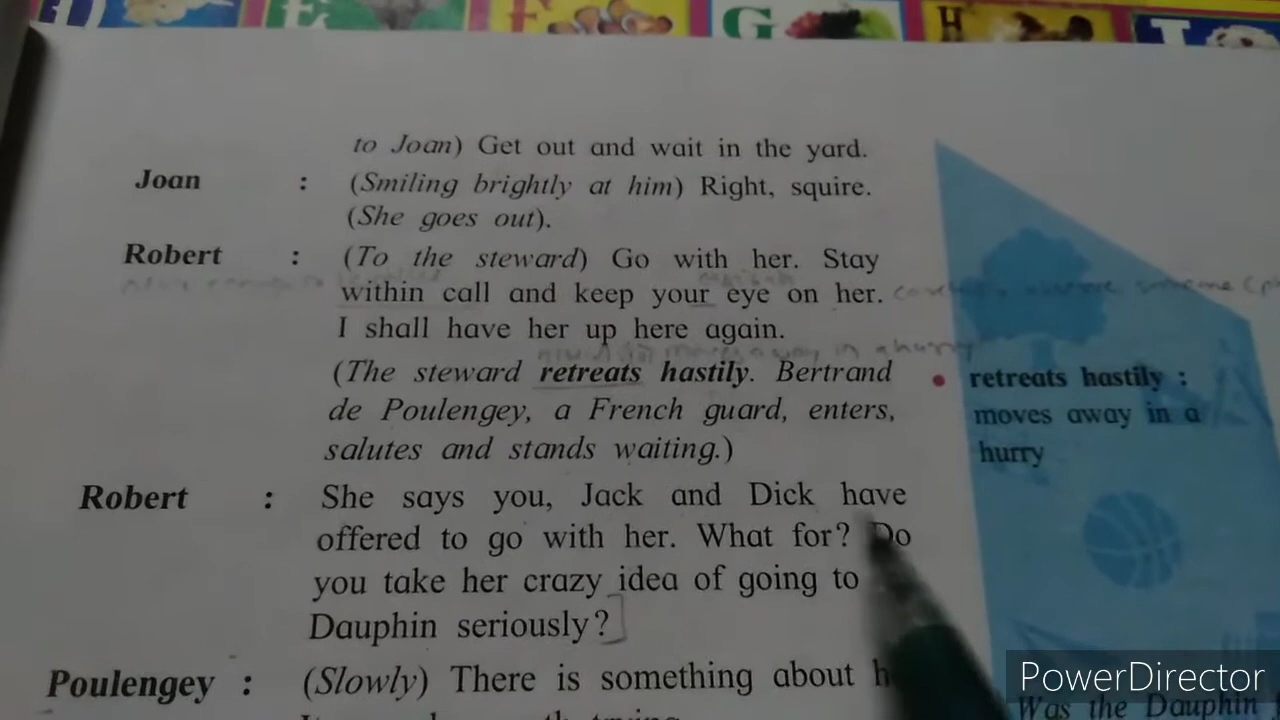 D E F G H I
to Joan) Get out and wait in the yard.
Joan : (Smiling brightly at him) Right, squire.
(She goes out).
Robert : (To the steward) Go with her. Stay
within call and keep your eye on her.
I shall have her up here again.
moves away in a hurry
(The steward retreats hastily. Bertrand
de Poulengey, a French guard, enters,
salutes and stands waiting.)
• retreats hastily :
moves away in a
hurry
Robert : She says you, Jack and Dick have
offered to go with her. What for? Do
you take her crazy idea of going to
Dauphin seriously?
Poulengey : (Slowly) There is something about
PowerDirector
Was the Dauphin